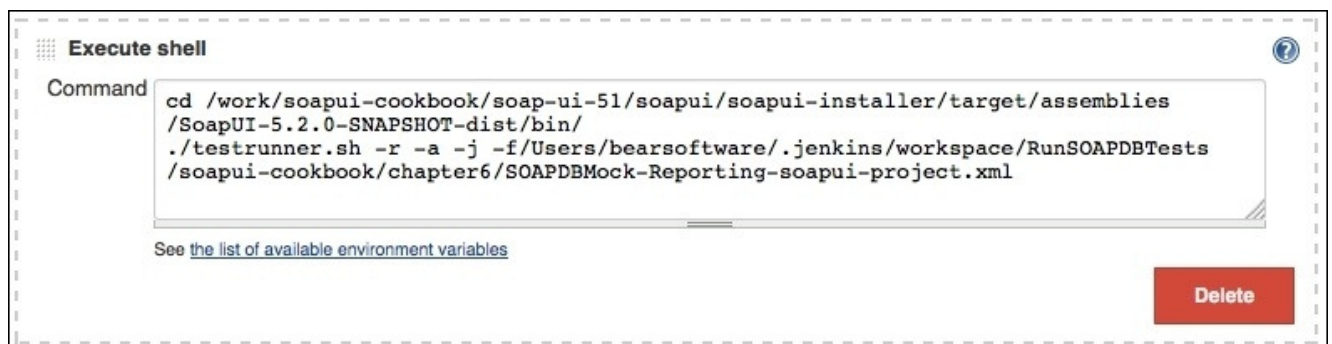 Execute shell
?
Command
cd /work/soapui-cookbook/soap-ui-51/soapui/soapui-installer/target/assemblies
/SoapUI-5.2.0-SNAPSHOT-dist/bin/
./testrunner.sh -r -a -j -f/Users/bearsoftware/.jenkins/workspace/RunSOAPDBTests
/soapui-cookbook/chapter6/SOAPDBMock-Reporting-soapui-project.xml
See the list of available environment variables
Delete